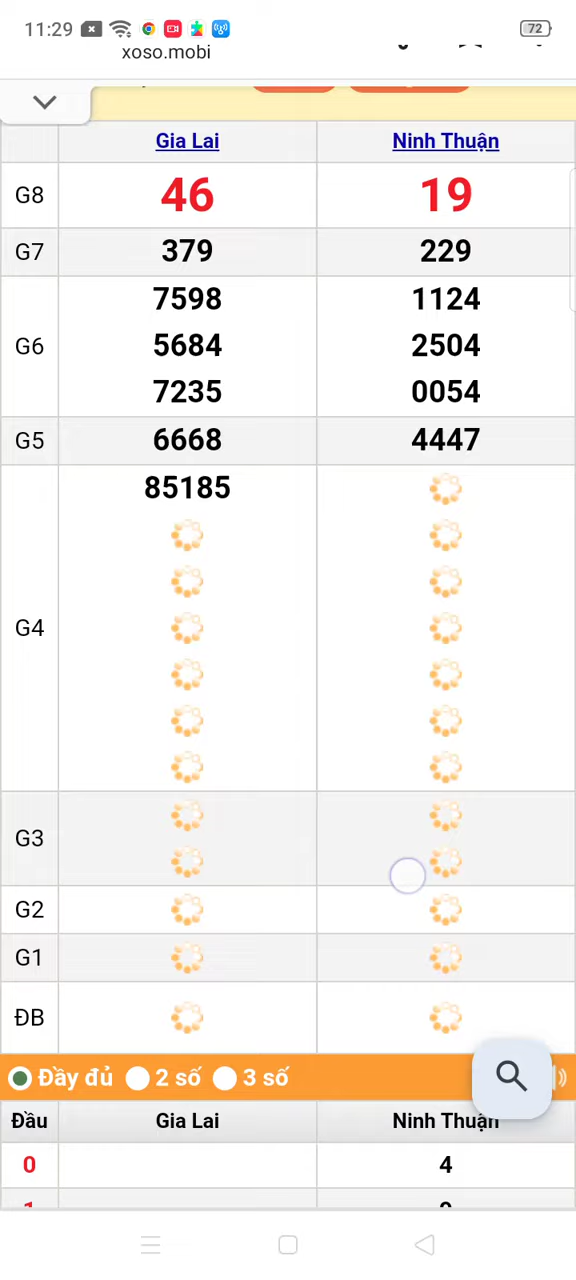 11:29 72
xoso.mobi
Gia Lai Ninh Thuận
G8 46 19
G7 379 229
7598 1124
G6 5684 2504
7235 0054
G5 6668 4447
85185
G4
G3
G2
G1
ĐB
Đầy đủ 2 số 3 số
Đầu Gia Lai Ninh Thuận
0 4